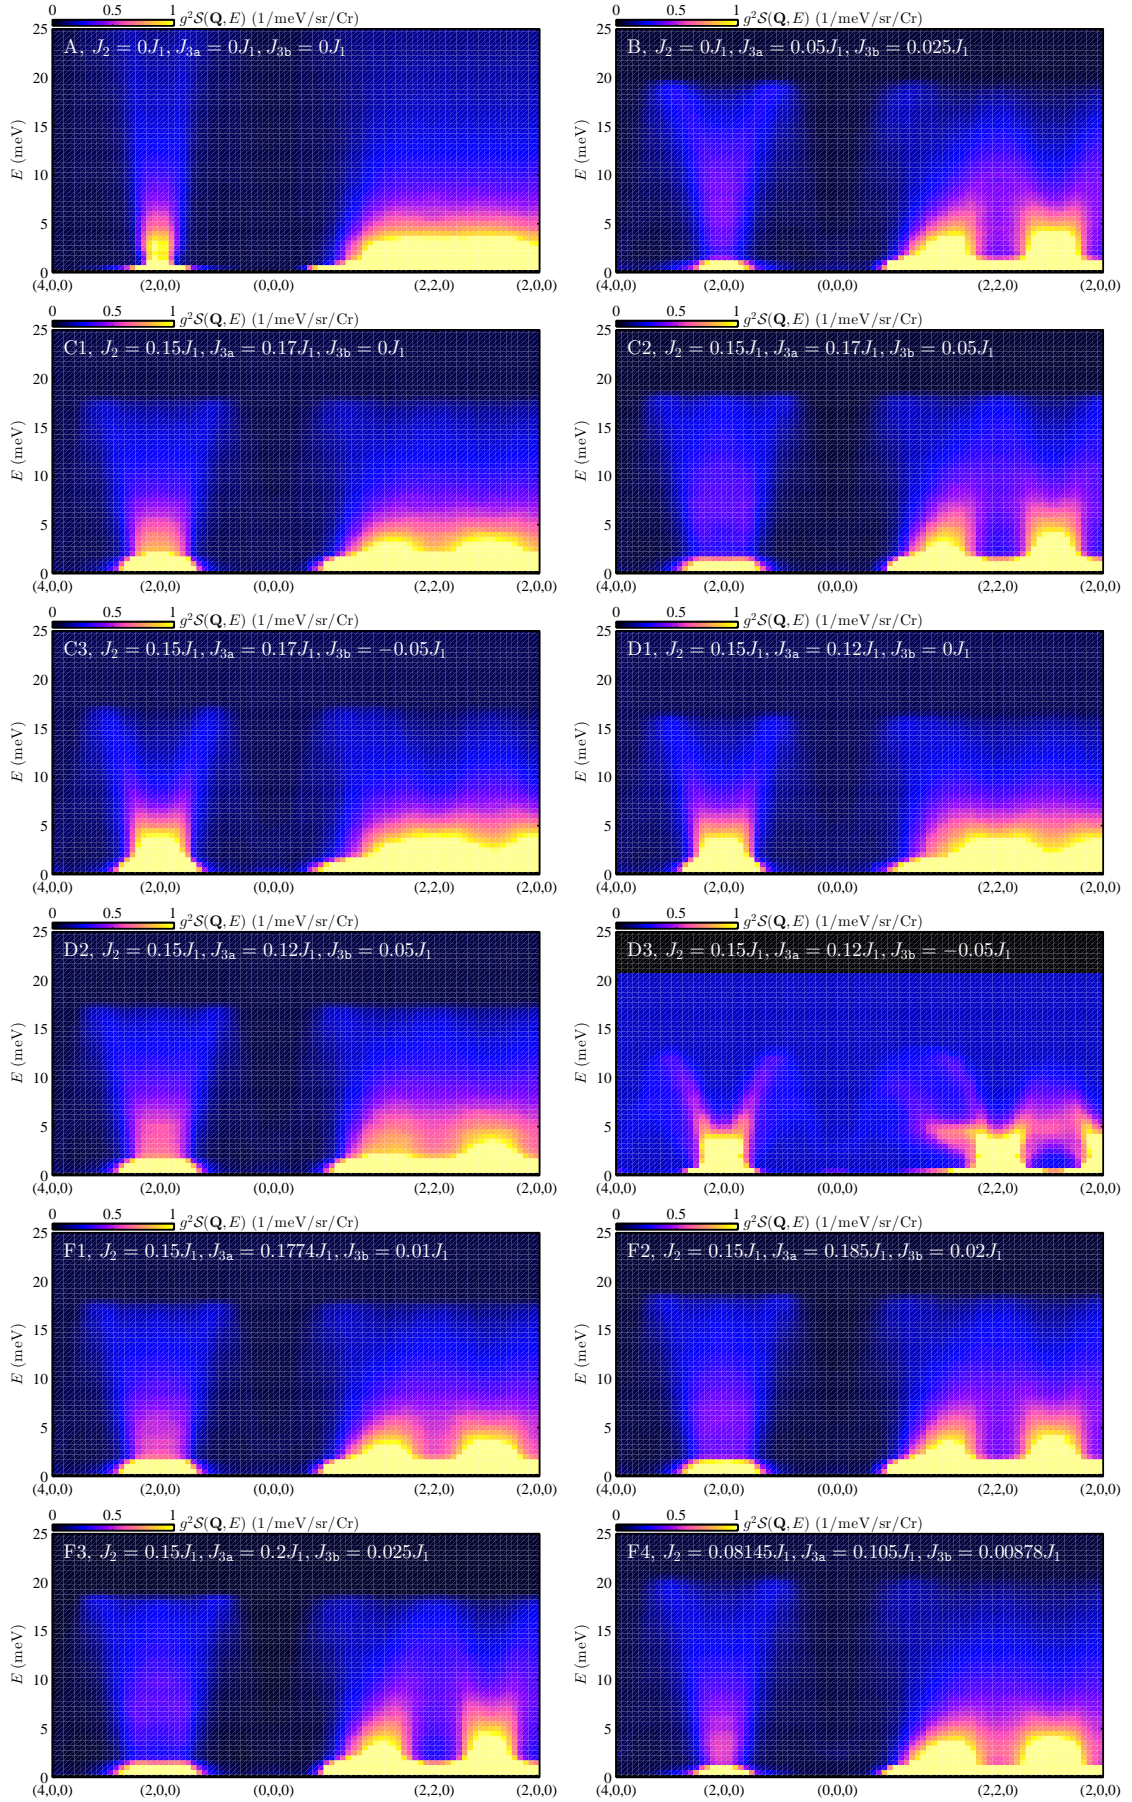 0 0.5 1 g²S(Q, E) (1/meV/sr/Cr)
A, J₂ = 0J₁, J₃ₐ = 0J₁, J₃b = 0J₁
25
20
15
10
5
0
E (meV)
(4,0,0) (2,0,0) (0,0,0) (2,2,0) (2,0,0)
0 0.5 1 g²S(Q, E) (1/meV/sr/Cr)
B, J₂ = 0J₁, J₃ₐ = 0.05J₁, J₃b = 0.025J₁
25
20
15
10
5
0
E (meV)
(4,0,0) (2,0,0) (0,0,0) (2,2,0) (2,0,0)
0 0.5 1 g²S(Q, E) (1/meV/sr/Cr)
C1, J₂ = 0.15J₁, J₃ₐ = 0.17J₁, J₃b = 0J₁
25
20
15
10
5
0
E (meV)
(4,0,0) (2,0,0) (0,0,0) (2,2,0) (2,0,0)
0 0.5 1 g²S(Q, E) (1/meV/sr/Cr)
C2, J₂ = 0.15J₁, J₃ₐ = 0.17J₁, J₃b = 0.05J₁
25
20
15
10
5
0
E (meV)
(4,0,0) (2,0,0) (0,0,0) (2,2,0) (2,0,0)
0 0.5 1 g²S(Q, E) (1/meV/sr/Cr)
C3, J₂ = 0.15J₁, J₃ₐ = 0.17J₁, J₃b = −0.05J₁
25
20
15
10
5
0
E (meV)
(4,0,0) (2,0,0) (0,0,0) (2,2,0) (2,0,0)
0 0.5 1 g²S(Q, E) (1/meV/sr/Cr)
D1, J₂ = 0.15J₁, J₃ₐ = 0.12J₁, J₃b = 0J₁
25
20
15
10
5
0
E (meV)
(4,0,0) (2,0,0) (0,0,0) (2,2,0) (2,0,0)
0 0.5 1 g²S(Q, E) (1/meV/sr/Cr)
D2, J₂ = 0.15J₁, J₃ₐ = 0.12J₁, J₃b = 0.05J₁
25
20
15
10
5
0
E (meV)
(4,0,0) (2,0,0) (0,0,0) (2,2,0) (2,0,0)
0 0.5 1 g²S(Q, E) (1/meV/sr/Cr)
D3, J₂ = 0.15J₁, J₃ₐ = 0.12J₁, J₃b = −0.05J₁
25
20
15
10
5
0
E (meV)
(4,0,0) (2,0,0) (0,0,0) (2,2,0) (2,0,0)
0 0.5 1 g²S(Q, E) (1/meV/sr/Cr)
F1, J₂ = 0.15J₁, J₃ₐ = 0.1774J₁, J₃b = 0.01J₁
25
20
15
10
5
0
E (meV)
(4,0,0) (2,0,0) (0,0,0) (2,2,0) (2,0,0)
0 0.5 1 g²S(Q, E) (1/meV/sr/Cr)
F2, J₂ = 0.15J₁, J₃ₐ = 0.185J₁, J₃b = 0.02J₁
25
20
15
10
5
0
E (meV)
(4,0,0) (2,0,0) (0,0,0) (2,2,0) (2,0,0)
0 0.5 1 g²S(Q, E) (1/meV/sr/Cr)
F3, J₂ = 0.15J₁, J₃ₐ = 0.2J₁, J₃b = 0.025J₁
25
20
15
10
5
0
E (meV)
(4,0,0) (2,0,0) (0,0,0) (2,2,0) (2,0,0)
0 0.5 1 g²S(Q, E) (1/meV/sr/Cr)
F4, J₂ = 0.08145J₁, J₃ₐ = 0.105J₁, J₃b = 0.00878J₁
25
20
15
10
5
0
E (meV)
(4,0,0) (2,0,0) (0,0,0) (2,2,0) (2,0,0)